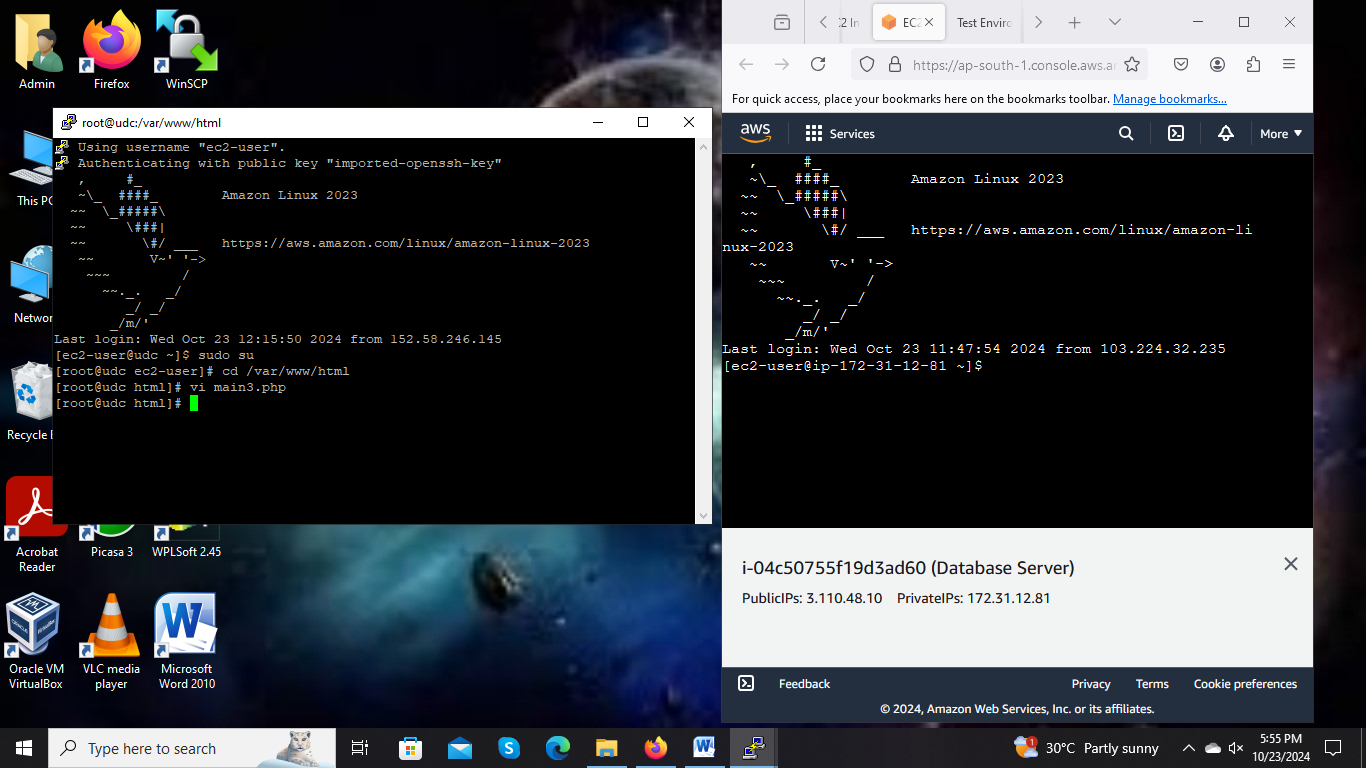 Admin
Firefox
WinSCP
This PC
Recycle
Acrobat
Reader
Picasa 3
WPLSoft 2.45
Oracle VM
VirtualBox
VLC media
player
Microsoft
Word 2010
root@udc:/var/www/html
Using username "ec2-user".
Authenticating with public key "imported-openssh-key"
   ,     #_
   ~\_  ####_        Amazon Linux 2023
  ~~  \_#####\
  ~~     \###|
  ~~       \#/ ___   https://aws.amazon.com/linux/amazon-linux-2023
   ~~       V~' '->
    ~~~         /
      ~~._.   _/
         _/ _/
       _/m/'
Last login: Wed Oct 23 12:15:50 2024 from 152.58.246.145
[ec2-user@udc ~]$ sudo su
[root@udc ec2-user]# cd /var/www/html
[root@udc html]# vi main3.php
[root@udc html]#
EC2
Test Enviro
https://ap-south-1.console.aws.am
For quick access, place your bookmarks here on the bookmarks toolbar. Manage bookmarks...
aws Services More
   ,     #_
   ~\_  ####_        Amazon Linux 2023
  ~~  \_#####\
  ~~     \###|
  ~~       \#/ ___   https://aws.amazon.com/linux/amazon-li
nux-2023
   ~~       V~' '->
    ~~~         /
      ~~._.   _/
         _/ _/
       _/m/'
Last login: Wed Oct 23 11:47:54 2024 from 103.224.32.235
[ec2-user@ip-172-31-12-81 ~]$
i-04c50755f19d3ad60 (Database Server)
PublicIPs: 3.110.48.10 PrivateIPs: 172.31.12.81
Feedback Privacy Terms Cookie preferences
© 2024, Amazon Web Services, Inc. or its affiliates.
Type here to search
1
30°C Partly sunny
5:55 PM
10/23/2024